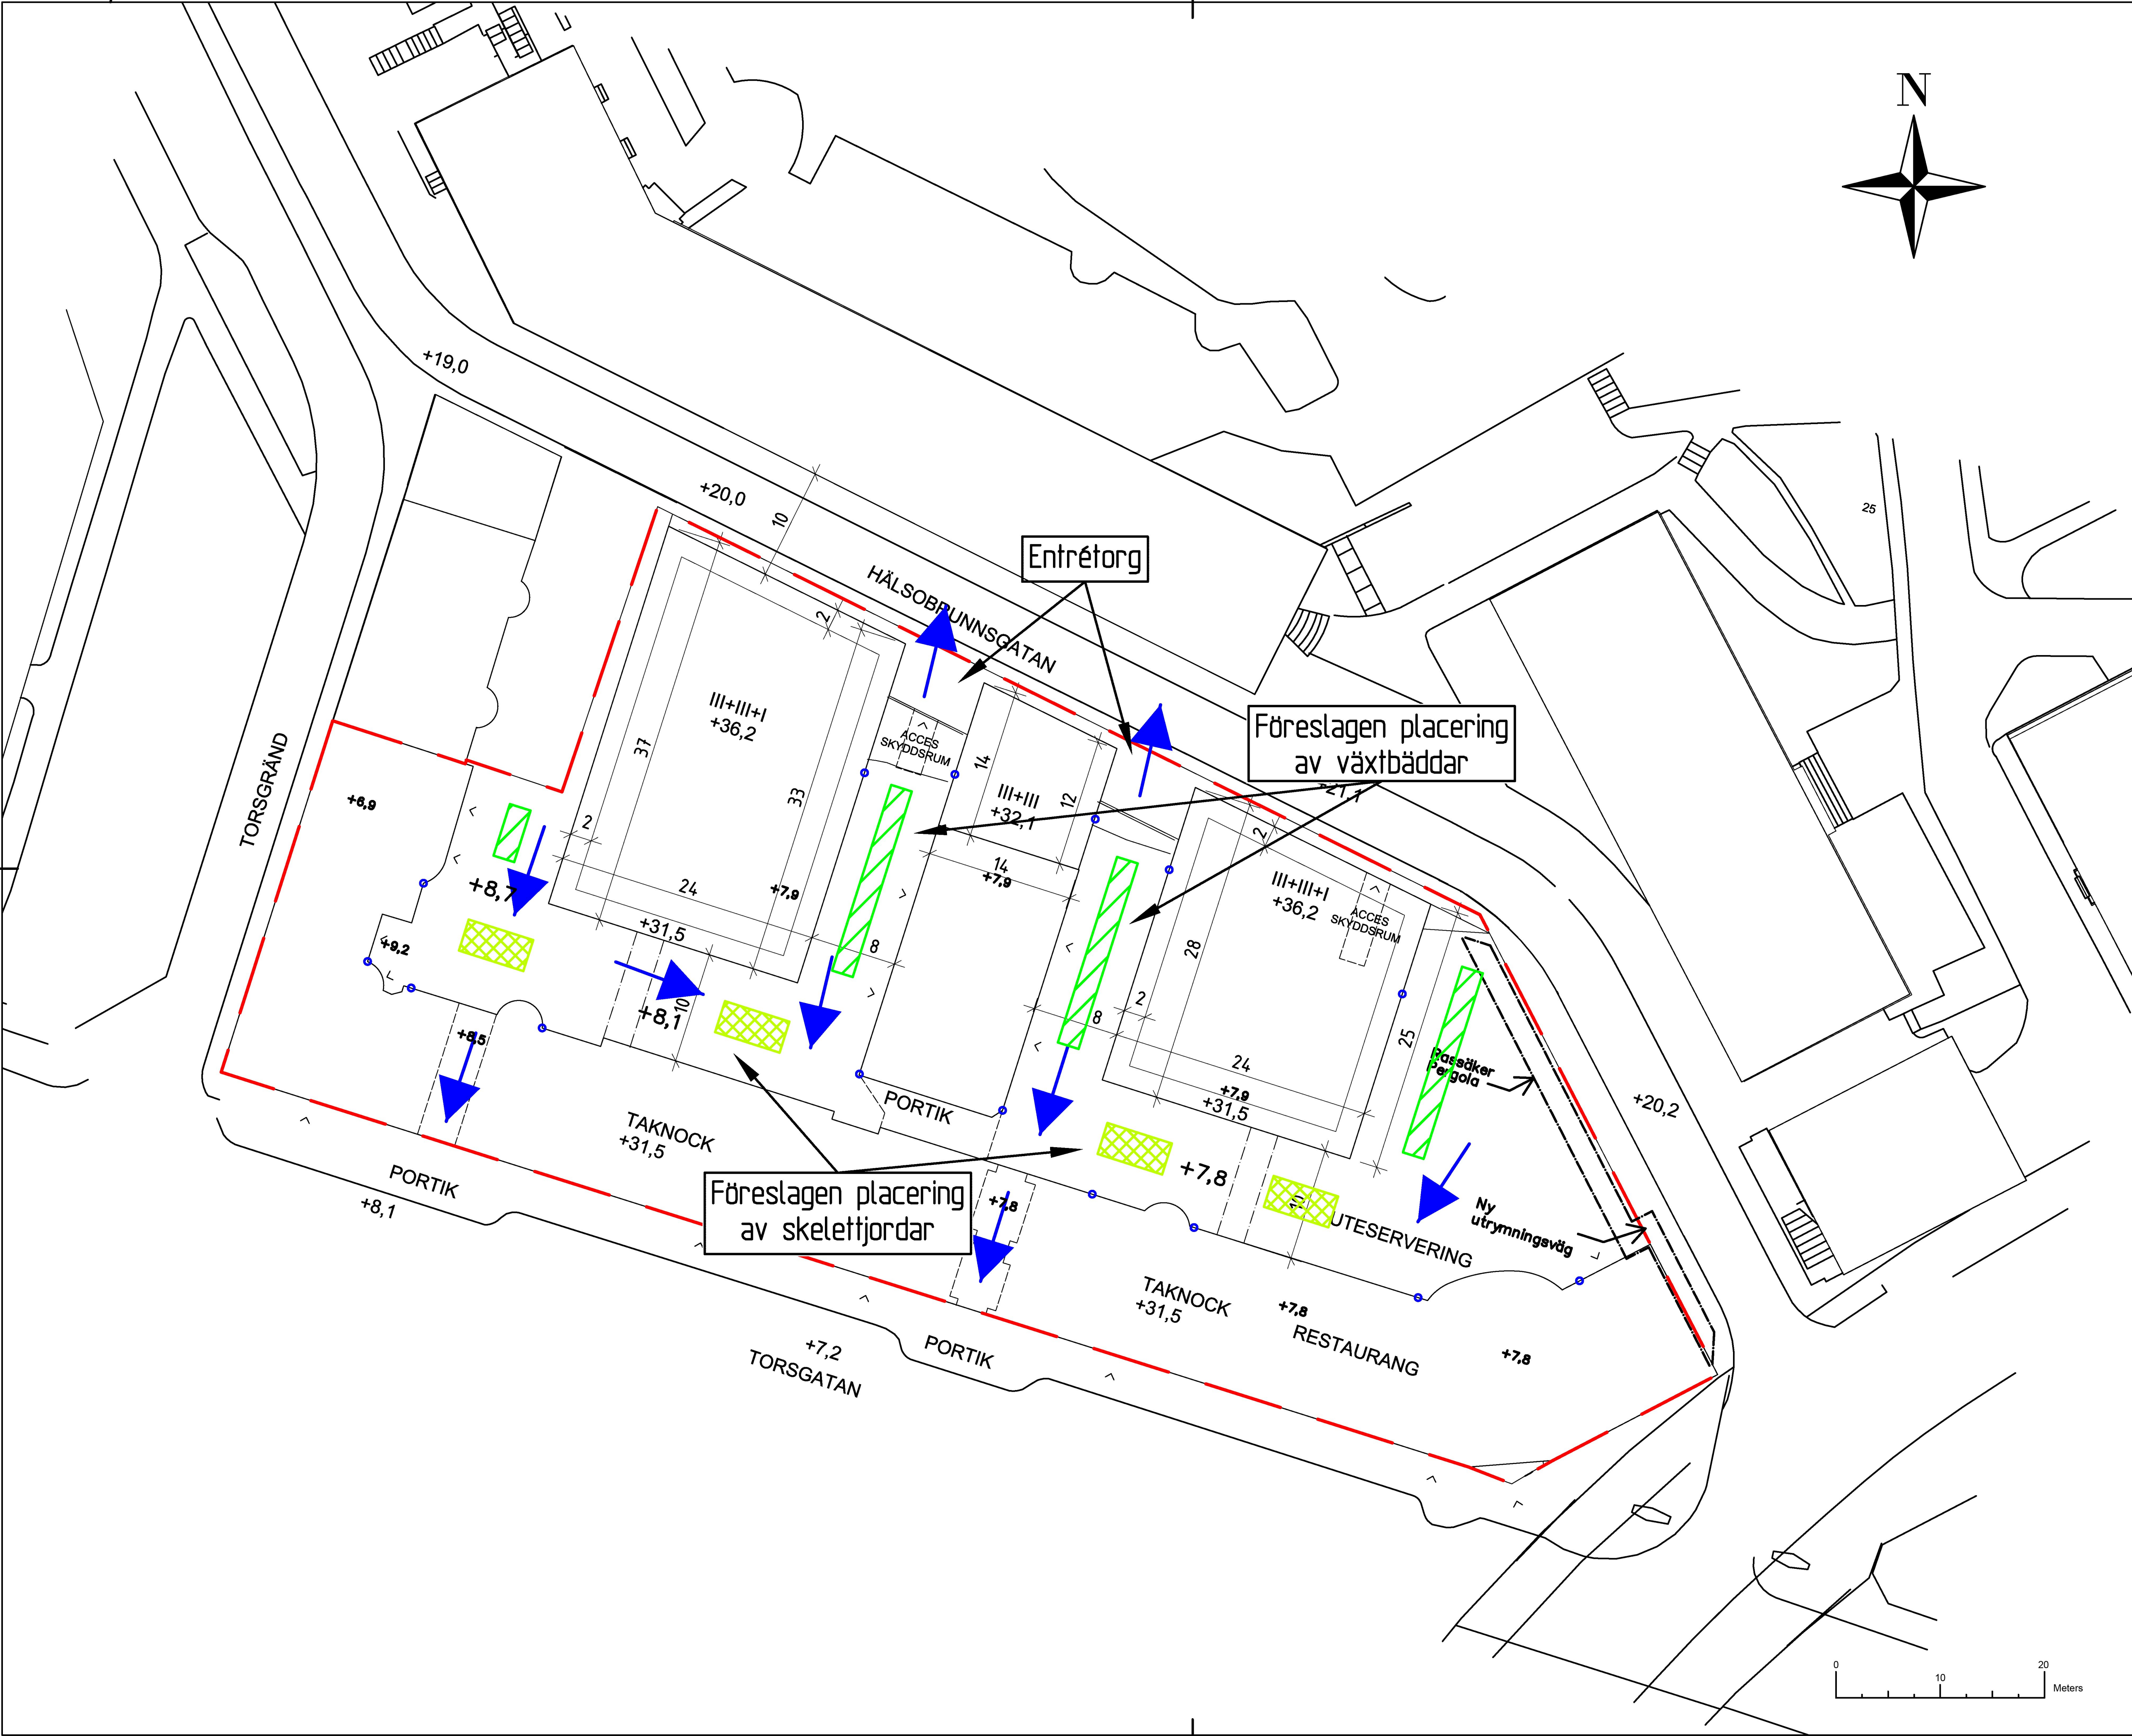 N
+19,0
+20,0
10
25
Entrétorg
HÄLSOBRUNNSGATAN
2
III+III+I
+36,2
37
33
ACCES
SKYDDSRUM
14
III+III
+32,1
12
Föreslagen placering
av växtbäddar
+21,1
TORSGRÄND
+6,9
2
24
+7,9
14
+7,9
2
III+III+I
+36,2
ACCES
SKYDDSRUM
+8,7
+9,2
+31,5
8
28
2
8
24
25
+7,9
+31,5
10
+8,1
+8,5
Rassäker
Pergola
+20,2
PORTIK
TAKNOCK
+31,5
PORTIK
+8,1
Föreslagen placering
av skelettjordar
+7,8
+7,8
10
UTESERVERING
Ny
utrymningsväg
TAKNOCK
+31,5
+7,8
RESTAURANG
+7,8
+7,2
TORSGATAN
PORTIK
0
10
20
Meters